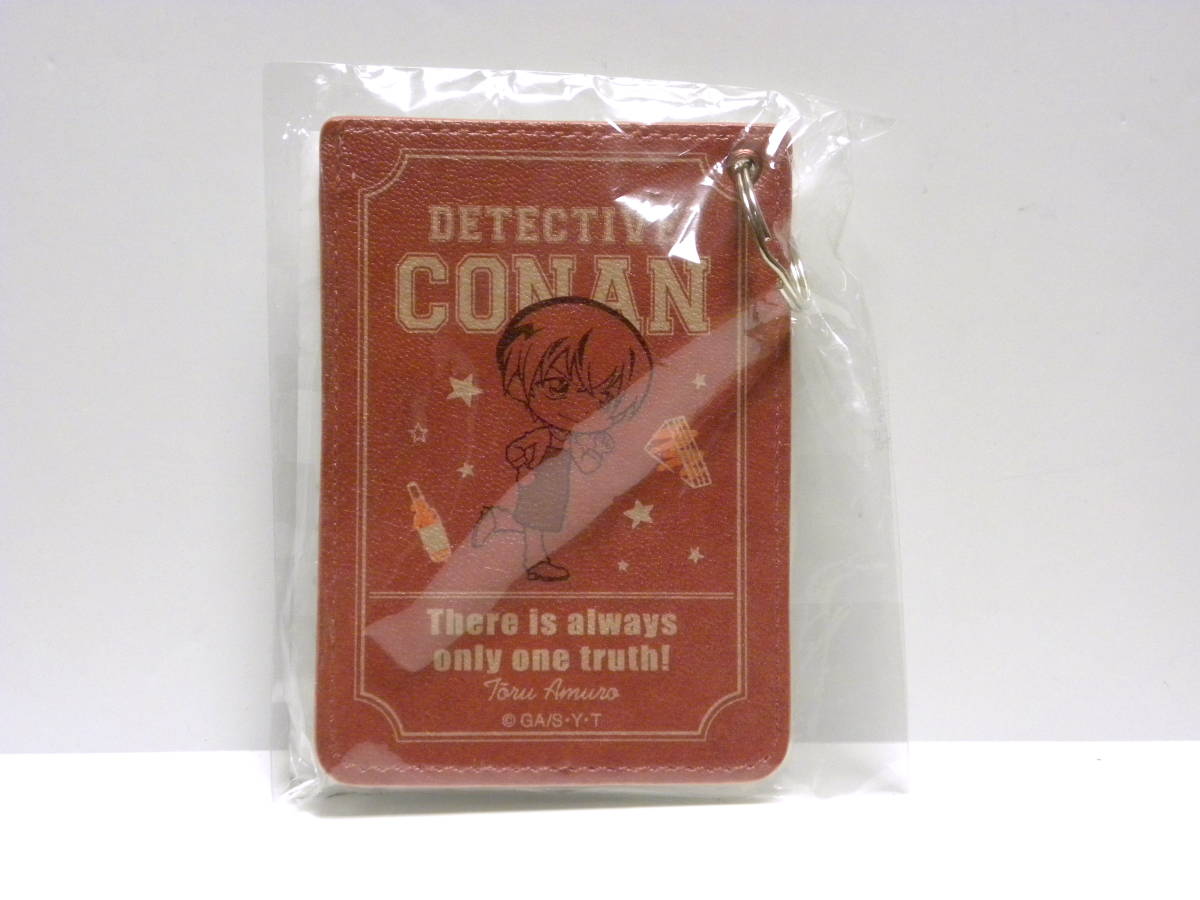 DETECTIVE
CONAN
There is always
only one truth!
Tōru Amuro
© GA/S・Y・T